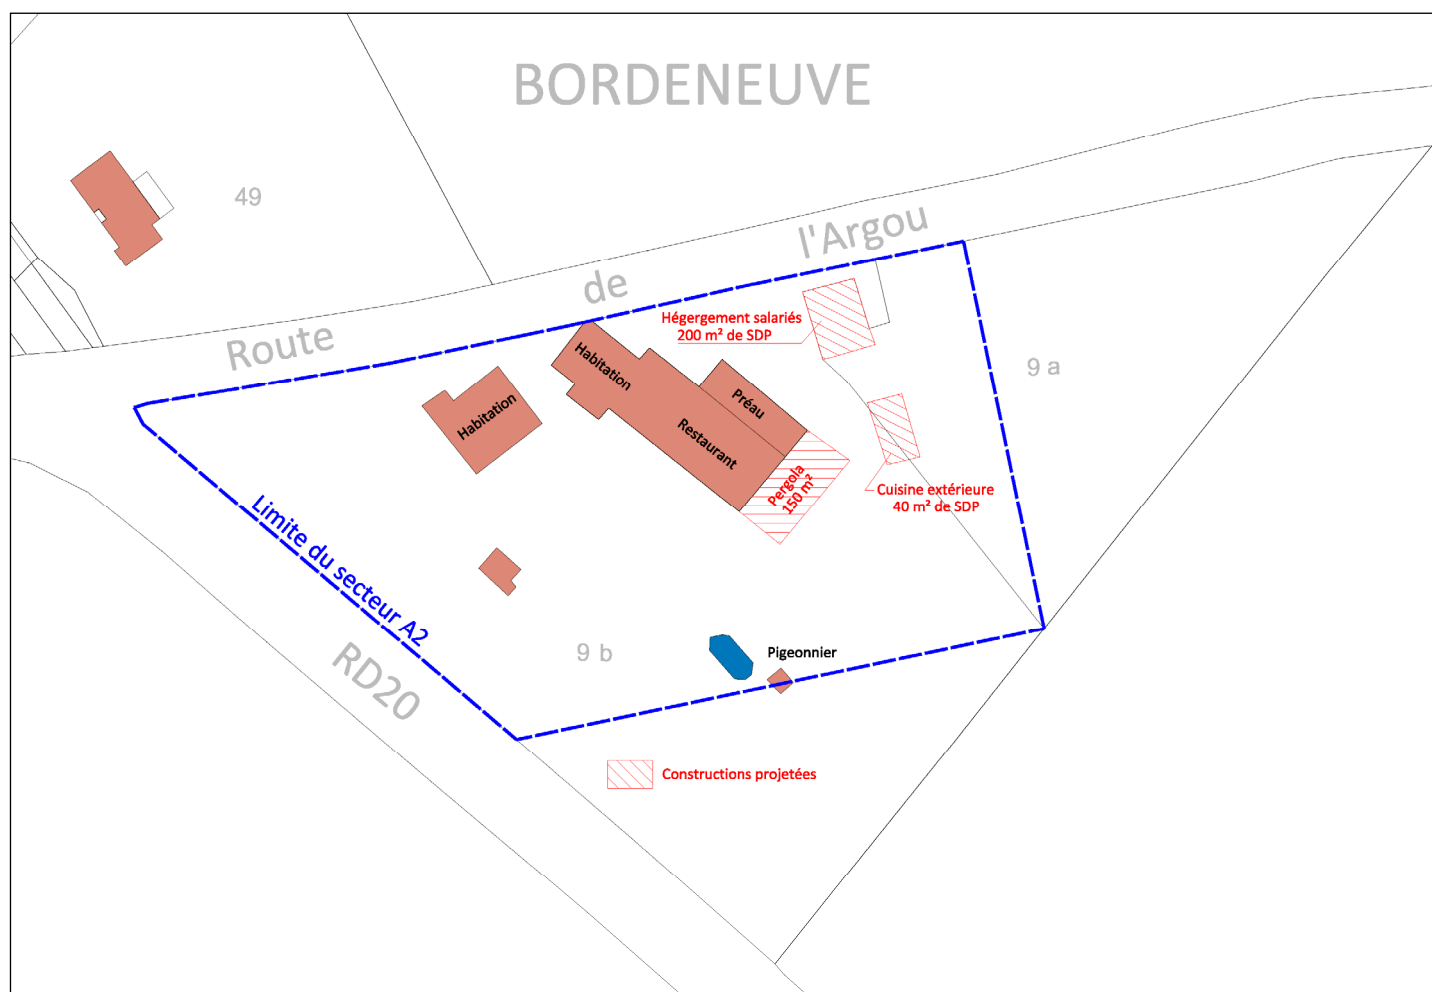 BORDENEUVE
49
Route de l'Argou
Hégergement salariés
200 m² de SDP
9 a
Habitation
Préau
Habitation
Restaurant
Pergola
150 m²
Cuisine extérieure
40 m² de SDP
Limite du secteur A2
9 b
Pigeonnier
RD20
Constructions projetées